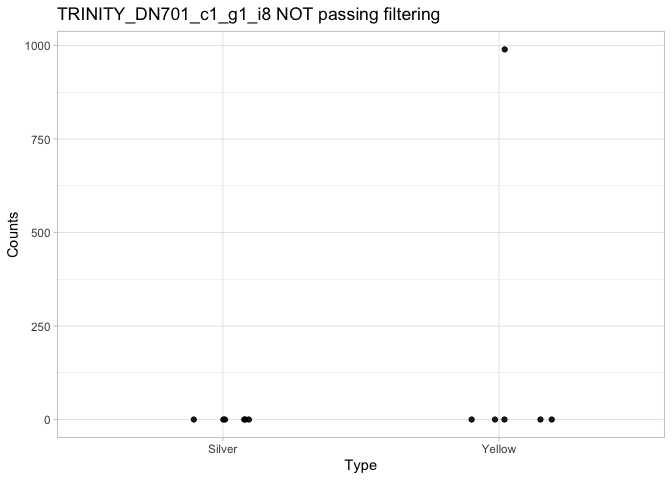 TRINITY_DN701_c1_g1_i8 NOT passing filtering
1000
750
500
250
0
Counts
Silver
Yellow
Type